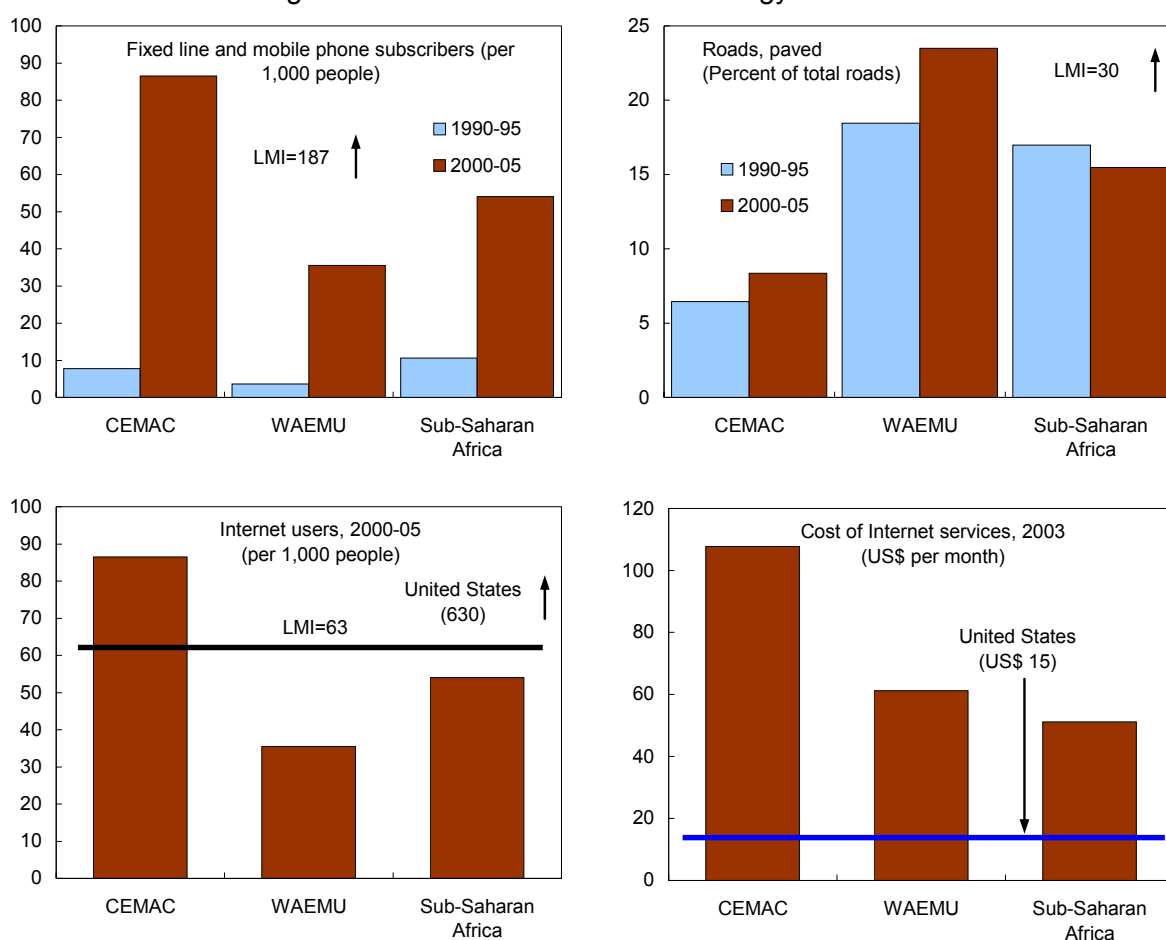 100
90
80
70
60
50
40
30
20
10
0
Fixed line and mobile phone subscribers (per
1,000 people)
1990-95
2000-05
LMI=187
CEMAC
WAEMU
Sub-Saharan
Africa
25
20
15
10
5
0
Roads, paved
(Percent of total roads)
LMI=30
1990-95
2000-05
CEMAC
WAEMU
Sub-Saharan
Africa
100
90
80
70
60
50
40
30
20
10
0
Internet users, 2000-05
(per 1,000 people)
United States
(630)
LMI=63
CEMAC
WAEMU
Sub-Saharan
Africa
120
100
80
60
40
20
0
Cost of Internet services, 2003
(US$ per month)
United States
(US$ 15)
CEMAC
WAEMU
Sub-Saharan
Africa